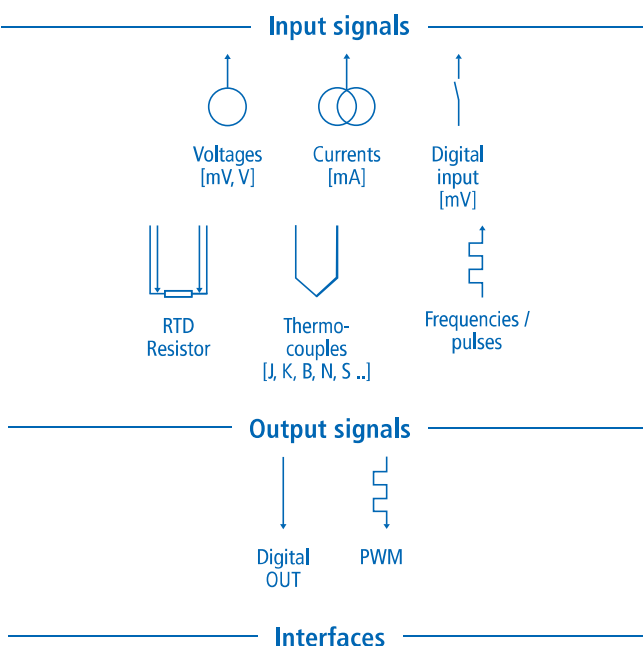 Input signals
Voltages
[mV, V]
Currents
[mA]
Digital
input
[mV]
RTD
Resistor
Thermo-
couples
[J, K, B, N, S ..]
Frequencies /
pulses
Output signals
Digital
OUT
PWM
Interfaces